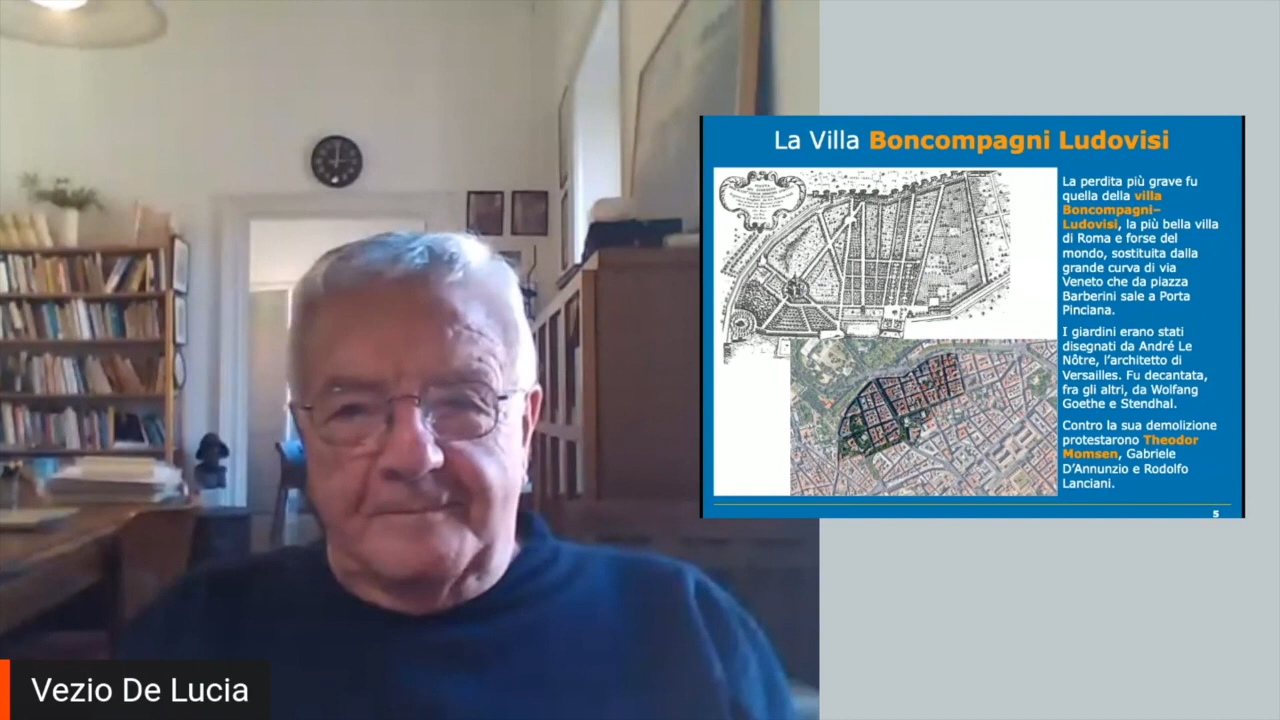 La Villa Boncompagni Ludovisi
La perdita più grave fu
quella della villa
Boncompagni–
Ludovisi, la più bella villa
di Roma e forse del
mondo, sostituita dalla
grande curva di via
Veneto che da piazza
Barberini sale a Porta
Pinciana.
I giardini erano stati
disegnati da André Le
Nôtre, l’architetto di
Versailles. Fu decantata,
fra gli altri, da Wolfang
Goethe e Stendhal.
Contro la sua demolizione
protestarono Theodor
Momsen, Gabriele
D’Annunzio e Rodolfo
Lanciani.
5
Vezio De Lucia